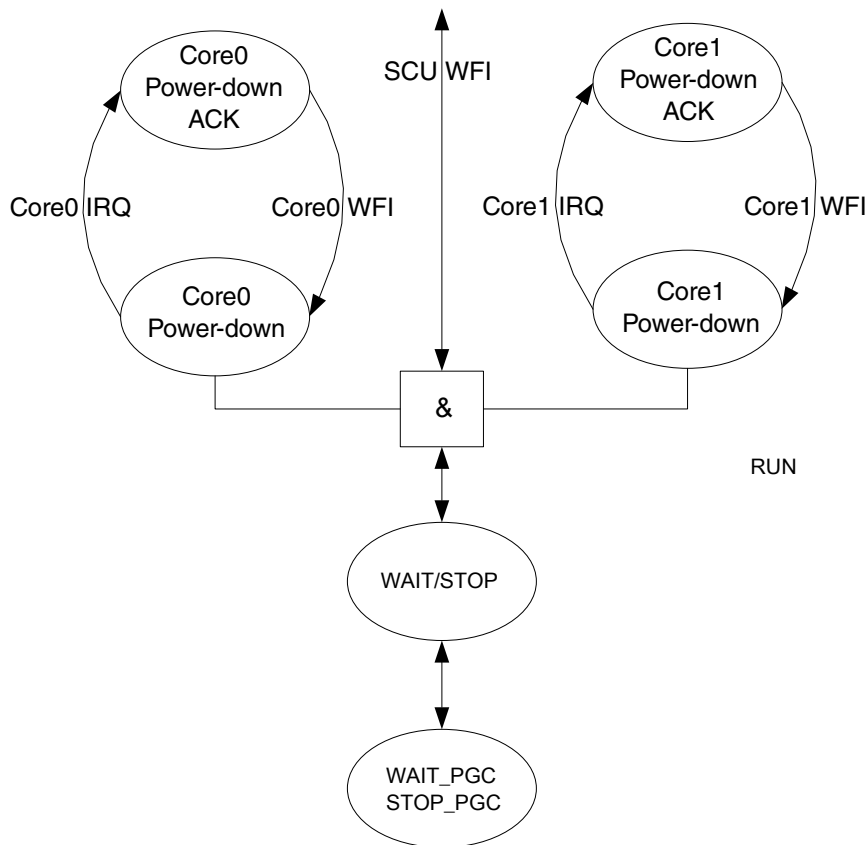 Core0
Power-down
ACK
SCU WFI
Core1
Power-down
ACK
Core0 IRQ
Core0 WFI
Core1 IRQ
Core1 WFI
Core0
Power-down
Core1
Power-down
&
RUN
WAIT/STOP
WAIT_PGC
STOP_PGC